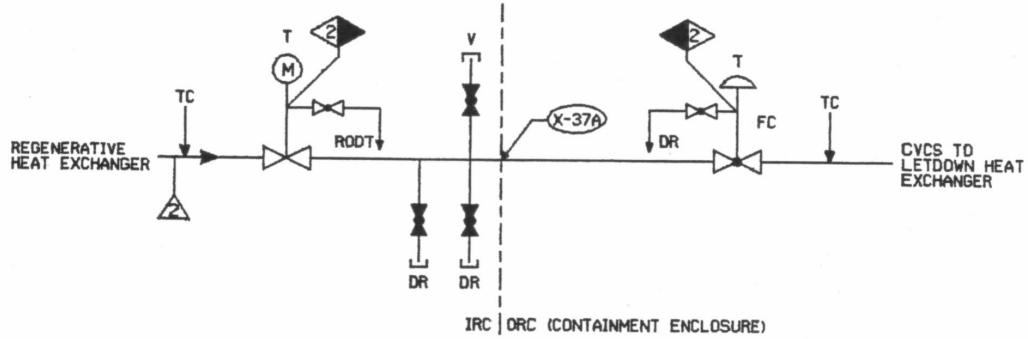 2
T
M
V
2
T
TC
X-37A
TC
RODT
DR
FC
REGENERATIVE
HEAT EXCHANGER
CVCS TO
LETDOWN HEAT
EXCHANGER
2
DR
DR
IRC
ORC (CONTAINMENT ENCLOSURE)